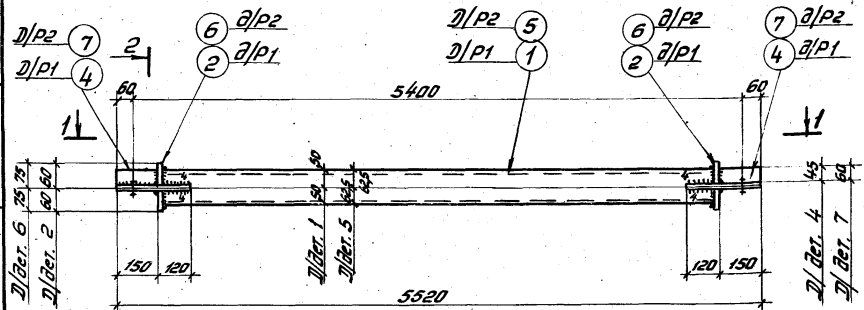 Д/Р2 7
Д/Р1 4
2
6 д/Р2
2 д/Р1
Д/Р2 5
Д/Р1 1
6 д/Р2
2 д/Р1
7 д/Р2
4 д/Р1
60
5400
60
1
1
75
75
60
60
50
50
62,5
62,5
45
60
Д/дет. 6
Д/дет. 2
Д/дет. 1
Д/дет. 5
Д/дет. 4
Д/дет. 7
150
120
120
150
5520